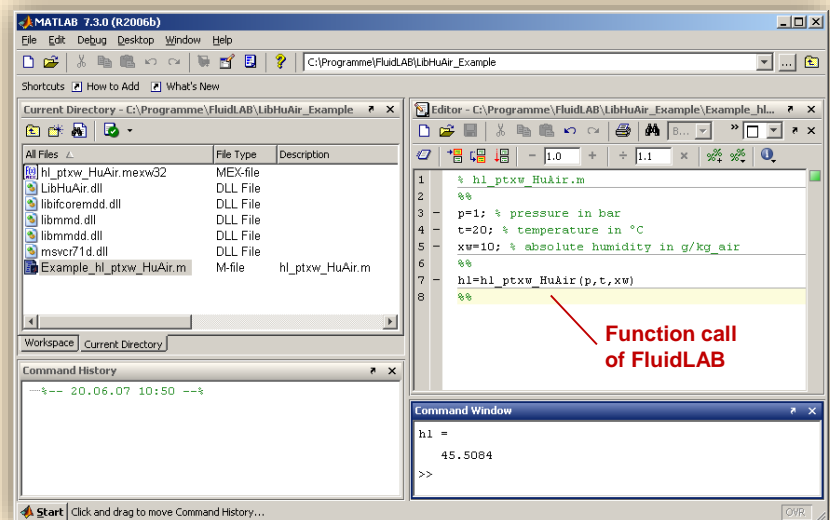 MATLAB 7.3.0 (R2006b)
File Edit Debug Desktop Window Help
C:\Programme\FluidLAB\LibHuAir_Example
Shortcuts How to Add What's New
Current Directory - C:\Programme\FluidLAB\LibHuAir_Example
All Files File Type Description
hl_ptxw_HuAir.mexw32 MEX-file
LibHuAir.dll DLL File
libifcoremdd.dll DLL File
libmmd.dll DLL File
libmmdd.dll DLL File
msvcr71d.dll DLL File
Example_hl_ptxw_HuAir.m M-file hl_ptxw_HuAir.m
Workspace Current Directory
Command History
%-- 20.06.07 10:50 --%
Editor - C:\Programme\FluidLAB\LibHuAir_Example\Example_hl...
B...
- 1.0 + ÷ 1.1 ×
1 % hl_ptxw_HuAir.m
2 %%
3 - p=1; % pressure in bar
4 - t=20; % temperature in °C
5 - xw=10; % absolute humidity in g/kg_air
6 %%
7 - hl=hl_ptxw_HuAir(p,t,xw)
8 %%
Function call
of FluidLAB
Command Window
hl =
45.5084
>>
Start Click and drag to move Command History...
OVR